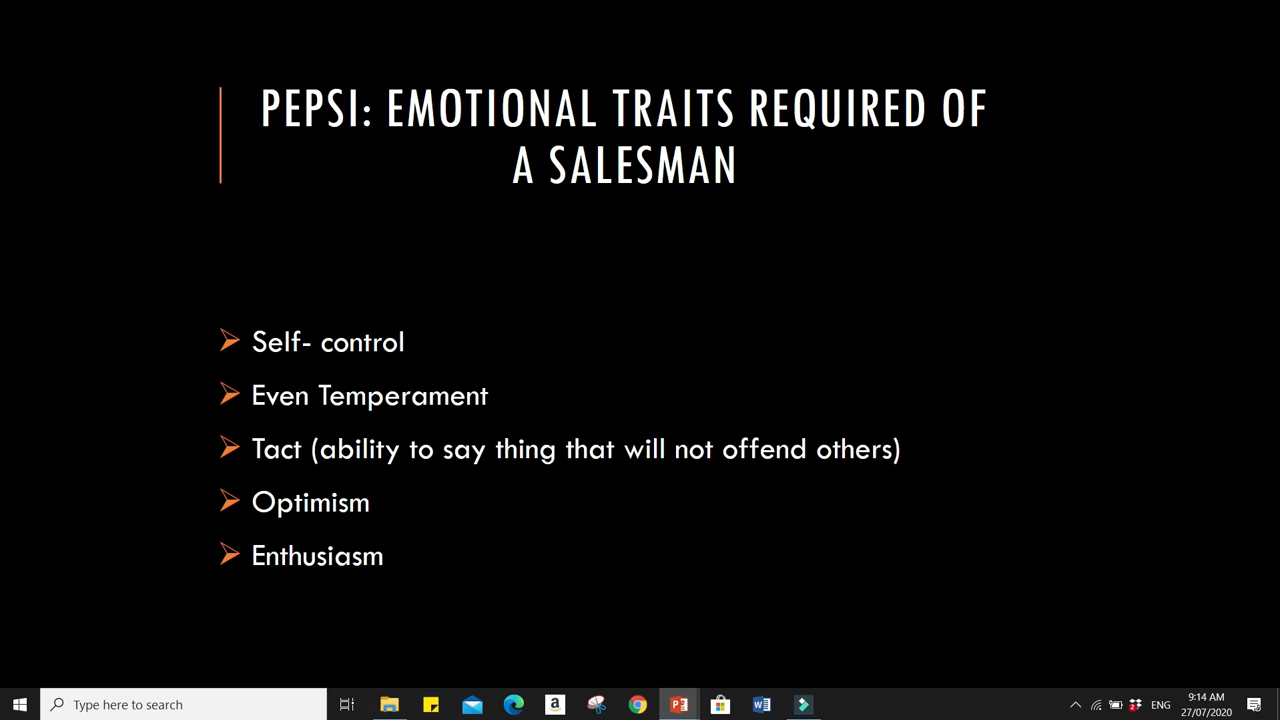 PEPSI: EMOTIONAL TRAITS REQUIRED OF
A SALESMAN
Self- control
Even Temperament
Tact (ability to say thing that will not offend others)
Optimism
Enthusiasm
Type here to search
ENG
9:14 AM
27/07/2020